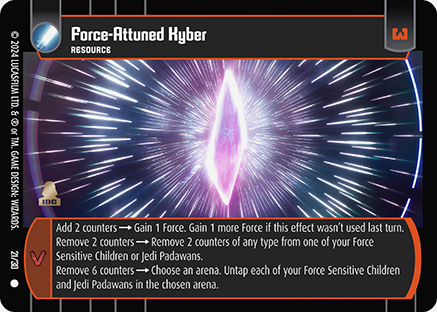 Force-Attuned Kyber
RESOURCE
100
Add 2 counters → Gain 1 Force. Gain 1 more Force if this effect wasn't used last turn.
Remove 2 counters → Remove 2 counters of any type from one of your Force
Sensitive Children or Jedi Padawans.
Remove 6 counters → Choose an arena. Untap each of your Force Sensitive Children
and Jedi Padawans in the chosen arena.
V
© 2024 LUCASFILM LTD. & ® or TM. GAME DESIGN: WIZARDS.